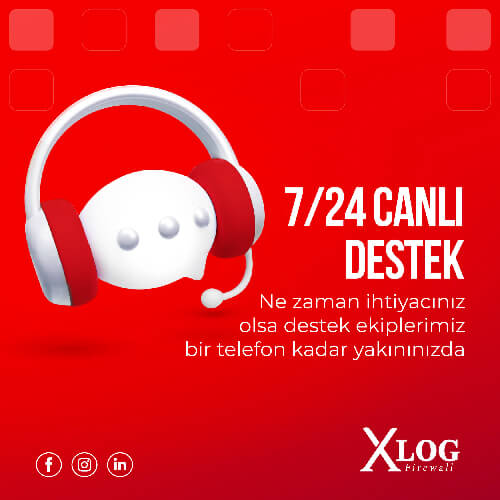 7/24 CANLI
DESTEK
Ne zaman ihtiyacınız
olsa destek ekiplerimiz
bir telefon kadar yakınınızda
XLOG
Firewall